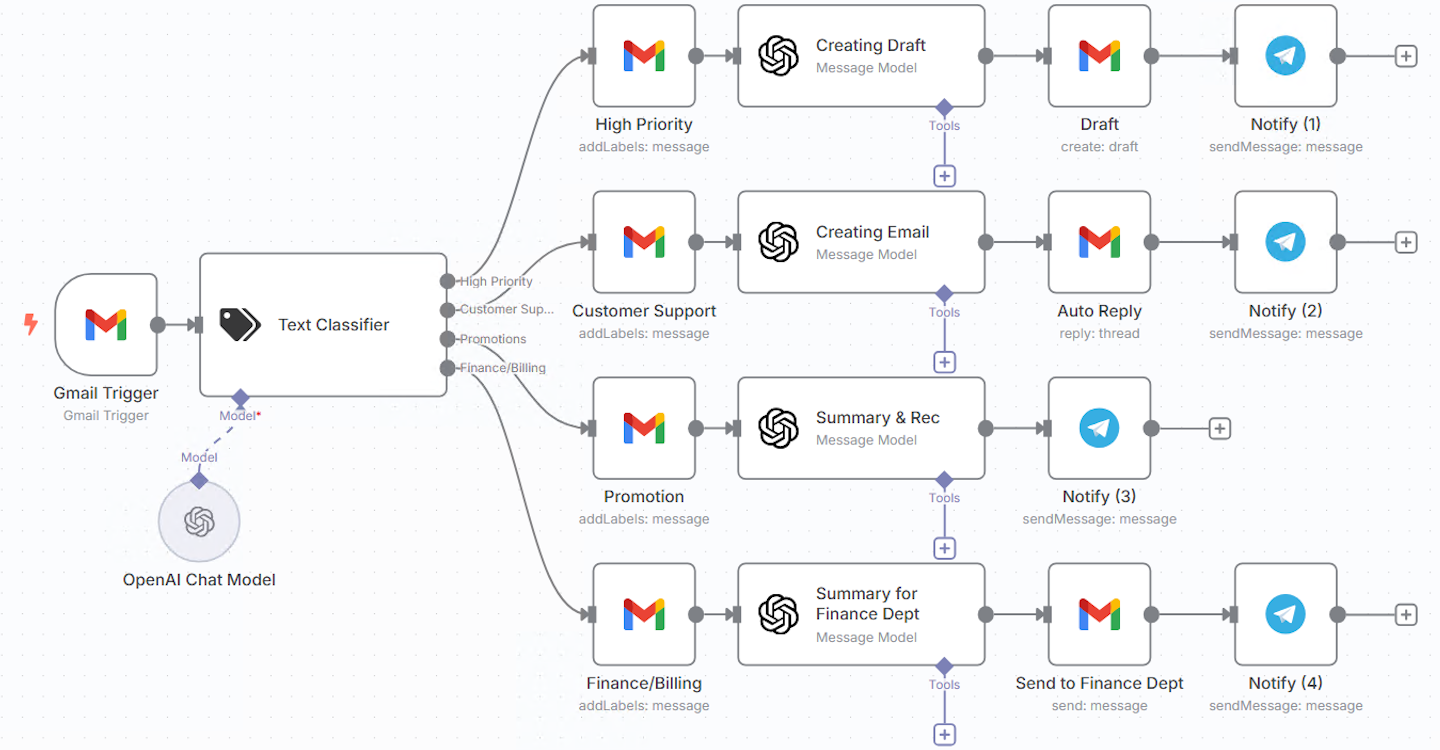 Creating Draft
Message Model
Tools
High Priority
addLabels: message
Draft
create: draft
Notify (1)
sendMessage: message
Creating Email
Message Model
Tools
Customer Support
addLabels: message
Auto Reply
reply: thread
Notify (2)
sendMessage: message
Gmail Trigger
Gmail Trigger
Text Classifier
High Priority
Customer Sup...
Promotions
Finance/Billing
Model*
Model
OpenAI Chat Model
Summary & Rec
Message Model
Tools
Promotion
addLabels: message
Notify (3)
sendMessage: message
Summary for
Finance Dept
Message Model
Tools
Finance/Billing
addLabels: message
Send to Finance Dept
send: message
Notify (4)
sendMessage: message